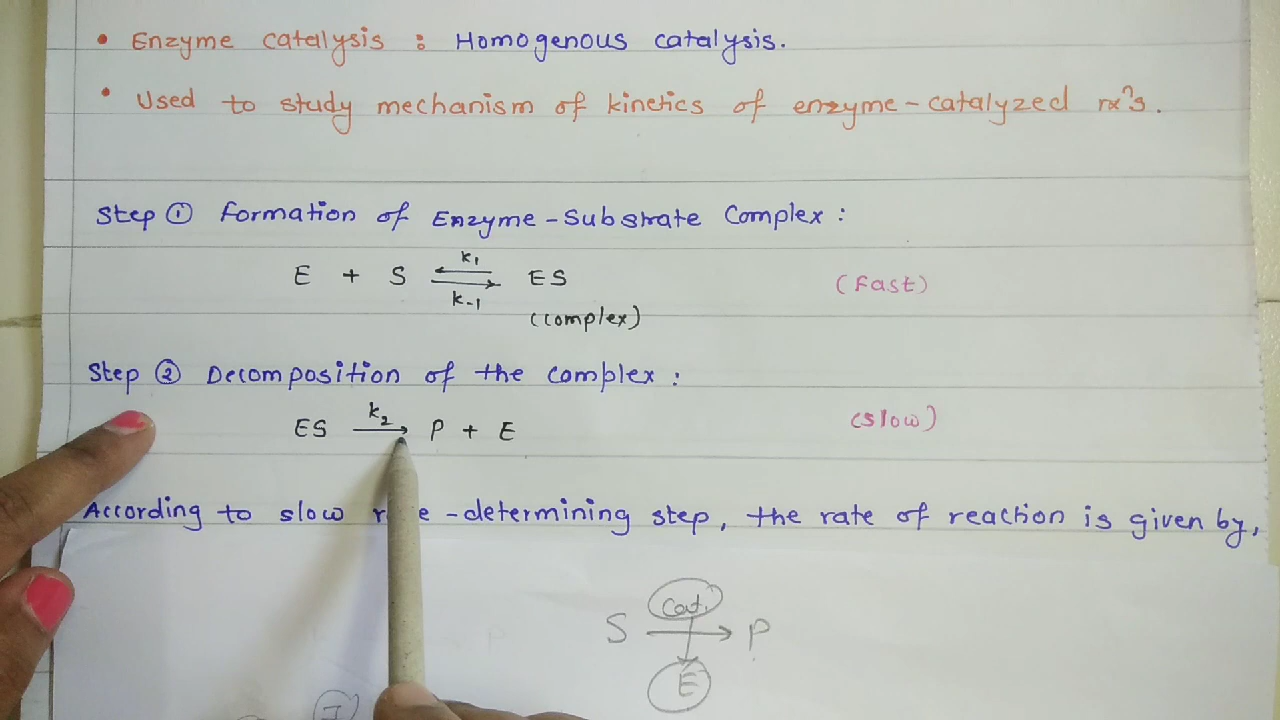 • Enzyme catalysis : Homogenous catalysis.
• Used to study mechanism of kinetics of enzyme-catalyzed rxⁿs.
Step ① Formation of Enzyme-Substrate Complex :
E + S ⇌ ES (Fast)
k₁
k-₁
(complex)
Step ② Decomposition of the complex :
k₂
ES → P + E (slow)
According to slow -determining step, the rate of reaction is given by,
cat.
S → P
E
I